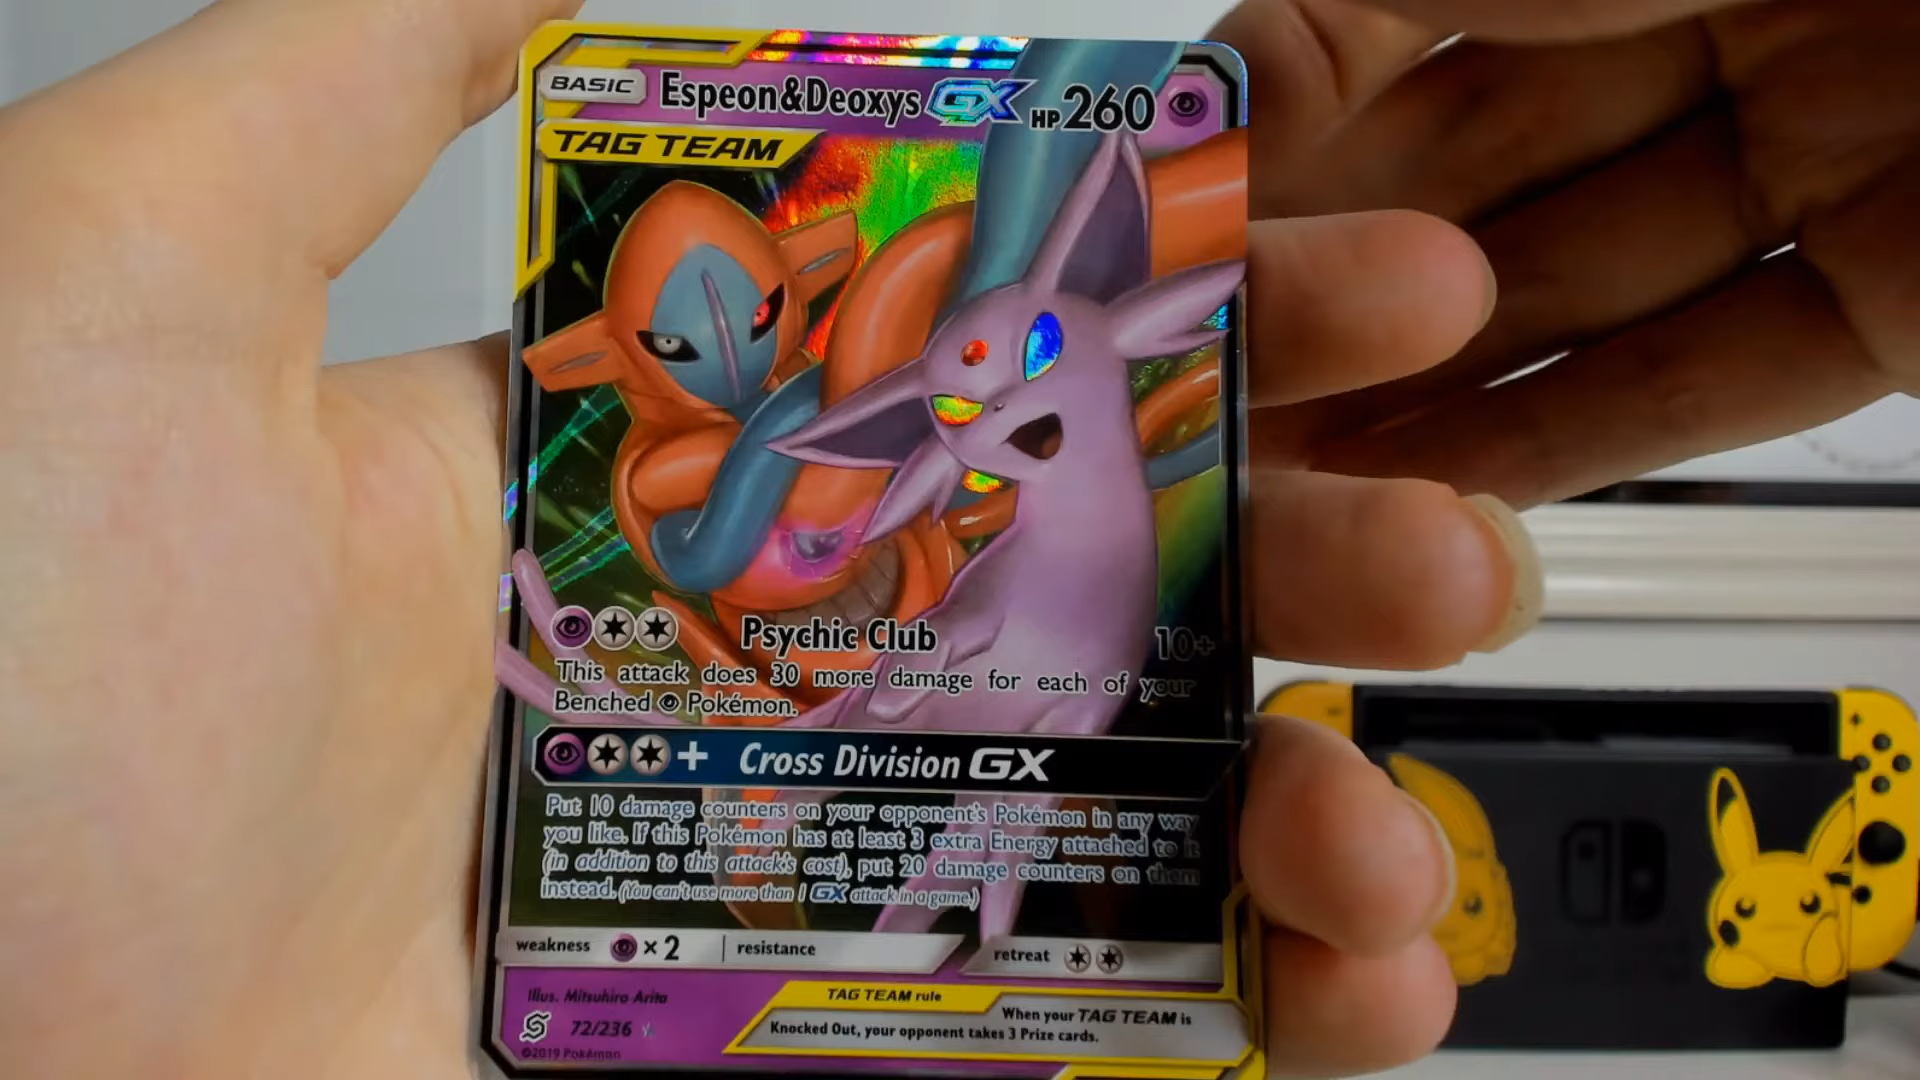 BASIC Espeon&Deoxys GX HP 260
TAG TEAM
Psychic Club 10+
This attack does 30 more damage for each of your
Benched Pokémon.
+ Cross Division GX
Put 10 damage counters on your opponent's Pokémon in any way
you like. If this Pokémon has at least 3 extra Energy attached to it
(in addition to this attack's cost), put 20 damage counters on them
instead. (You can't use more than 1 GX attack in a game.)
weakness ×2 resistance retreat
Illus. Mitsuhiro Arita
72/236
©2019 Pokémon
TAG TEAM rule
When your TAG TEAM is
Knocked Out, your opponent takes 3 Prize cards.